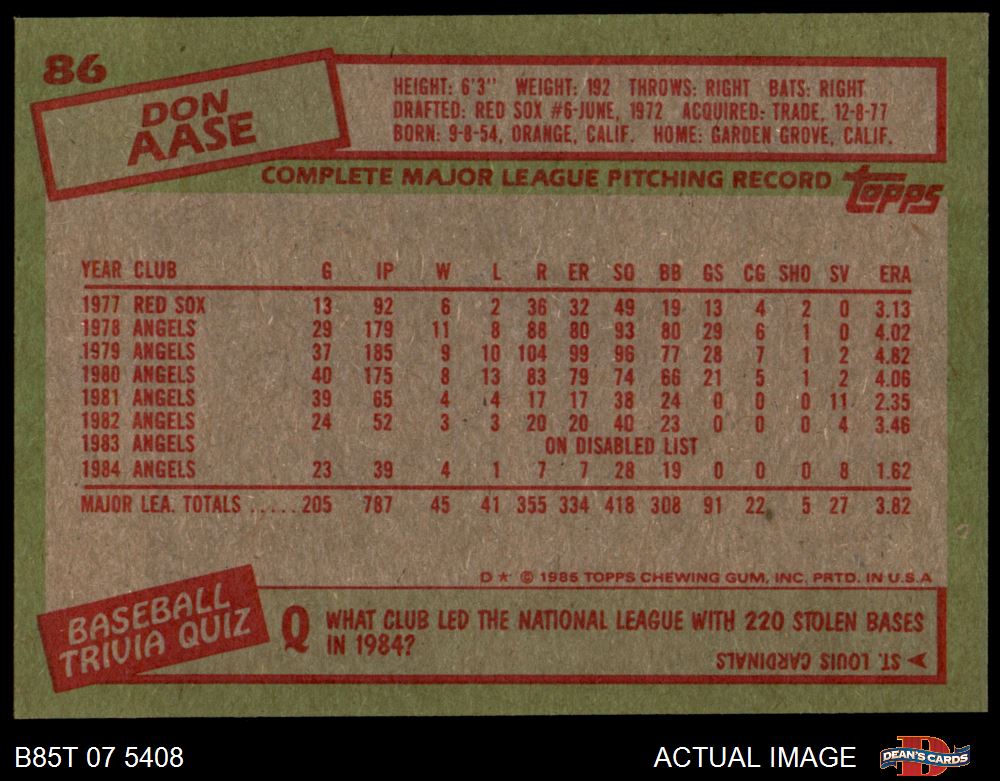 86
DON
AASE
HEIGHT: 6'3" WEIGHT: 192 THROWS: RIGHT BATS: RIGHT
DRAFTED: RED SOX #6-JUNE, 1972 ACQUIRED: TRADE, 12-8-77
BORN: 9-8-54, ORANGE, CALIF. HOME: GARDEN GROVE, CALIF.
COMPLETE MAJOR LEAGUE PITCHING RECORD
Topps
YEAR CLUB G IP W L R ER SO BB GS CG SHO SV ERA
1977 RED SOX 13 92 6 2 36 32 49 19 13 4 2 0 3.13
1978 ANGELS 29 179 11 8 88 80 93 80 29 6 1 0 4.02
1979 ANGELS 37 185 9 10 104 99 96 77 28 7 1 2 4.82
1980 ANGELS 40 175 8 13 83 79 74 66 21 5 1 2 4.06
1981 ANGELS 39 65 4 4 17 17 38 24 0 0 0 11 2.35
1982 ANGELS 24 52 3 3 20 20 40 23 0 0 0 4 3.46
1983 ANGELS ON DISABLED LIST
1984 ANGELS 23 39 4 1 7 7 28 19 0 0 0 8 1.62
MAJOR LEA. TOTALS ..... 205 787 45 41 355 334 418 308 91 22 5 27 3.82
D ★ © 1985 TOPPS CHEWING GUM, INC. PRTD. IN U.S.A
BASEBALL
TRIVIA QUIZ
Q WHAT CLUB LED THE NATIONAL LEAGUE WITH 220 STOLEN BASES
IN 1984?
ST. LOUIS CARDINALS
B85T 07 5408
ACTUAL IMAGE
DEAN'S CARDS